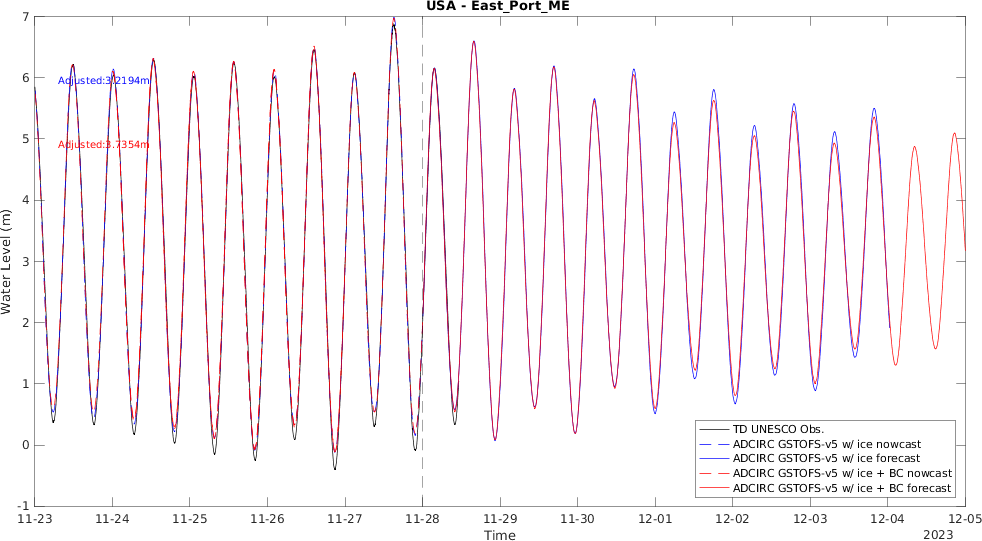 USA - East_Port_ME
7
6
5
4
3
2
1
0
-1
Water Level (m)
Adjusted:3.2194m
Adjusted:3.7354m
TD UNESCO Obs.
ADCIRC GSTOFS-v5 w/ ice nowcast
ADCIRC GSTOFS-v5 w/ ice forecast
ADCIRC GSTOFS-v5 w/ ice + BC nowcast
ADCIRC GSTOFS-v5 w/ ice + BC forecast
11-23 11-24 11-25 11-26 11-27 11-28 11-29 11-30 12-01 12-02 12-03 12-04 12-05
Time
2023